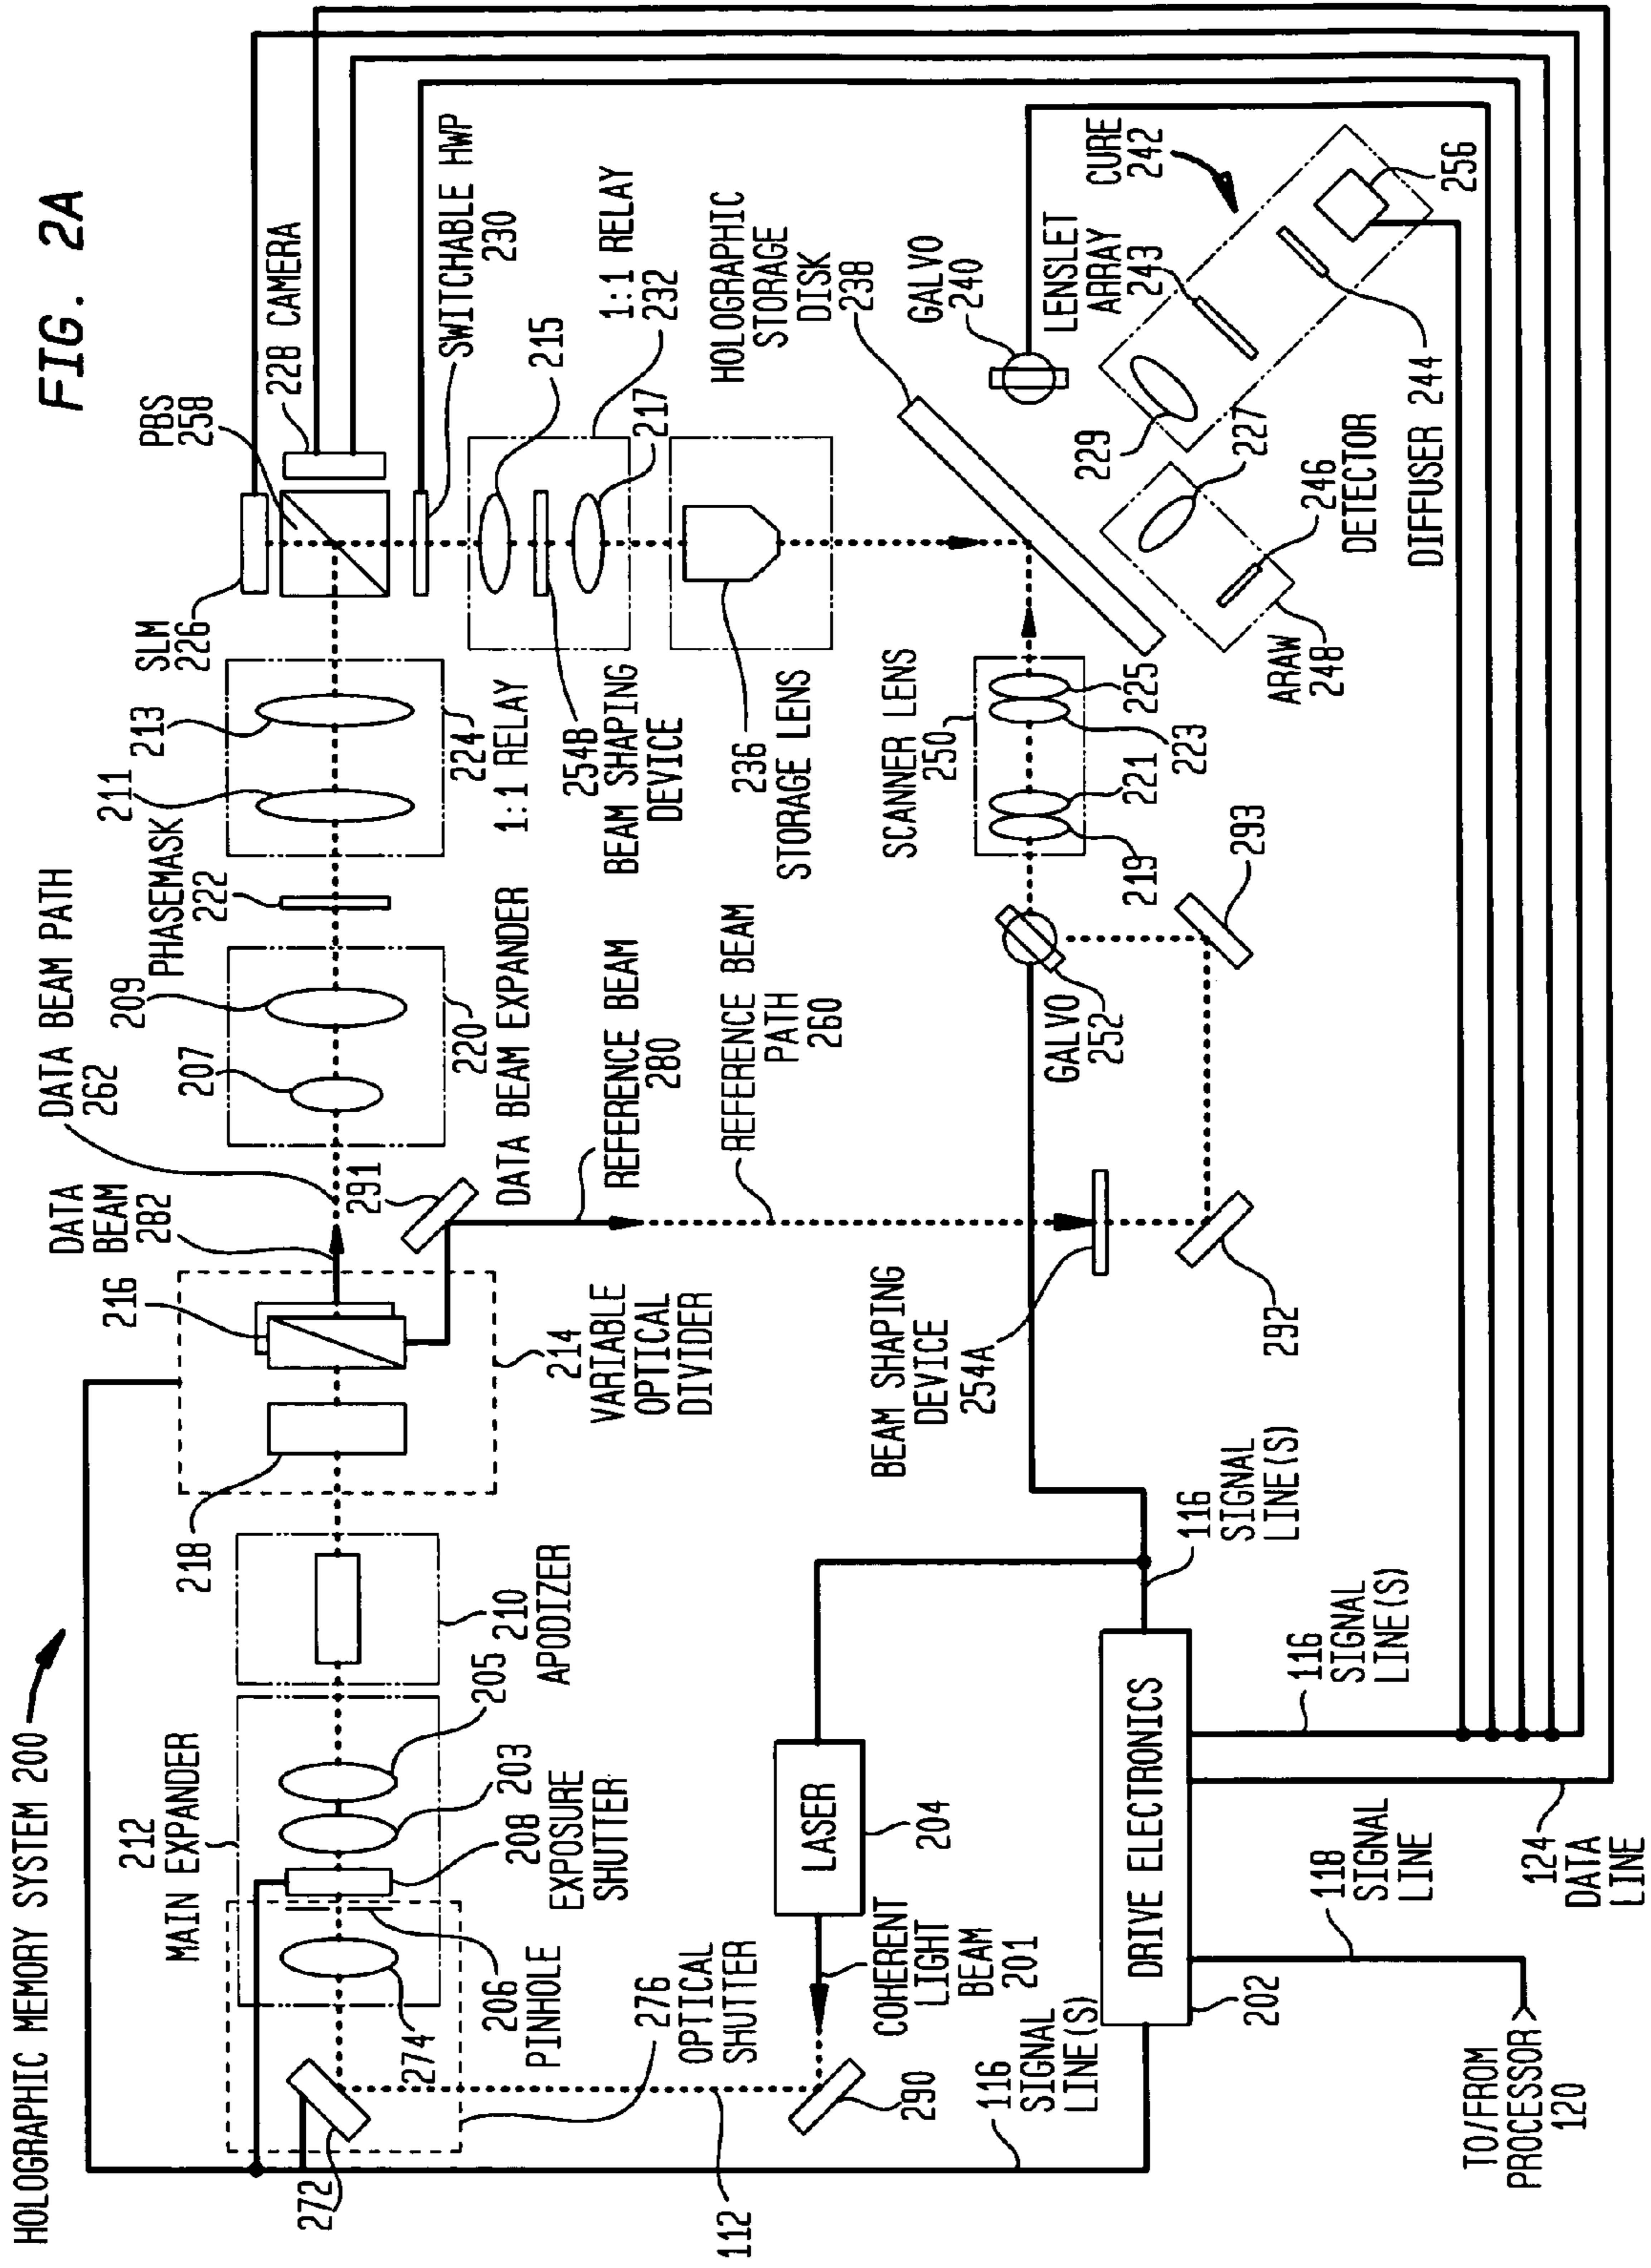 FIG. 2A
HOLOGRAPHIC MEMORY SYSTEM 200
212
MAIN EXPANDER
272
274
206
PINHOLE
276
OPTICAL
SHUTTER
208
EXPOSURE
SHUTTER
203
205
210
APODIZER
218
216
214
VARIABLE
OPTICAL
DIVIDER
DATA
BEAM
282
DATA BEAM PATH
262
291
207
209
220
DATA BEAM EXPANDER
PHASEMASK
222
211
213
224
1:1 RELAY
SLM
226
PBS
258
228 CAMERA
SWITCHABLE HWP
230
215
1:1 RELAY
232
217
254B
BEAM SHAPING
DEVICE
236
STORAGE LENS
HOLOGRAPHIC
STORAGE
DISK
238
GALVO
240
LENSLET
ARRAY
243
CURE
242
256
229
227
246
DETECTOR
DIFFUSER 244
ARAW
248
SCANNER LENS
250
219
221
223
225
293
GALVO
252
REFERENCE BEAM
280
REFERENCE BEAM
PATH
260
BEAM SHAPING
DEVICE
254A
292
112
290
COHERENT
LIGHT
BEAM
201
LASER
204
116
SIGNAL
LINE(S)
DRIVE ELECTRONICS
202
116
SIGNAL
LINE(S)
116
SIGNAL
LINE(S)
118
SIGNAL
LINE
124
DATA
LINE
TO/FROM
PROCESSOR
120